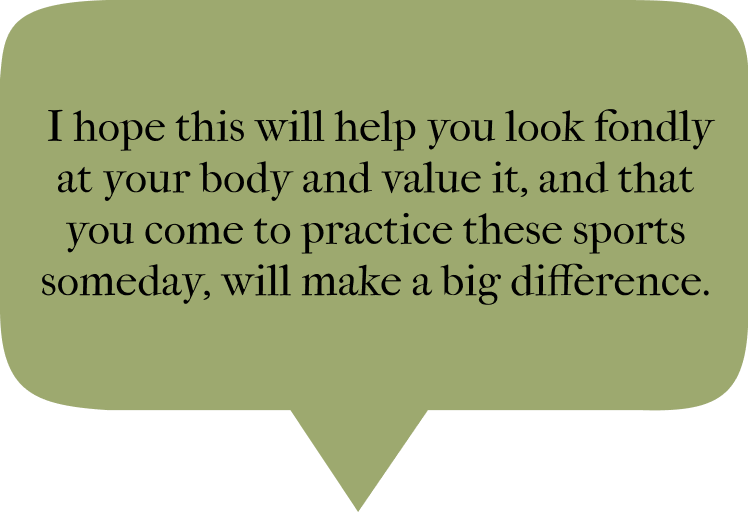 I hope this will help you look fondly
at your body and value it, and that
you come to practice these sports
someday, will make a big difference.